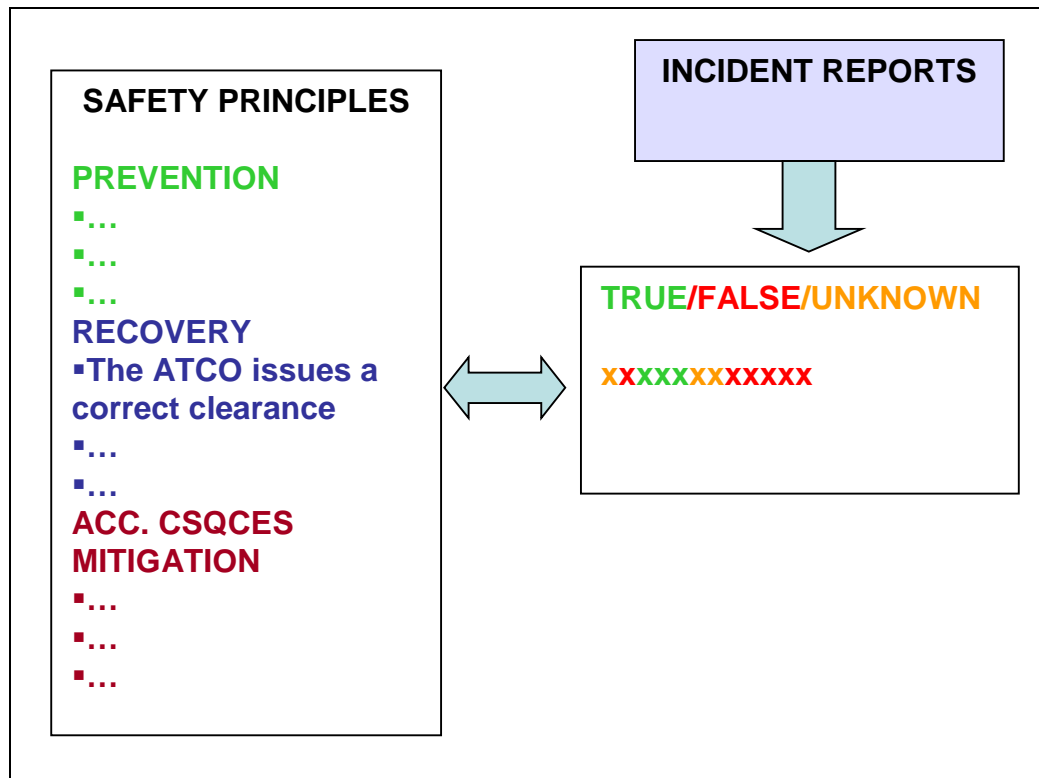 SAFETY PRINCIPLES
PREVENTION
▪...
▪...
▪...
RECOVERY
▪The ATCO issues a
correct clearance
▪...
▪...
ACC. CSQCES
MITIGATION
▪...
▪...
▪...
INCIDENT REPORTS
TRUE/FALSE/UNKNOWN
xxxxxxxxxxxx